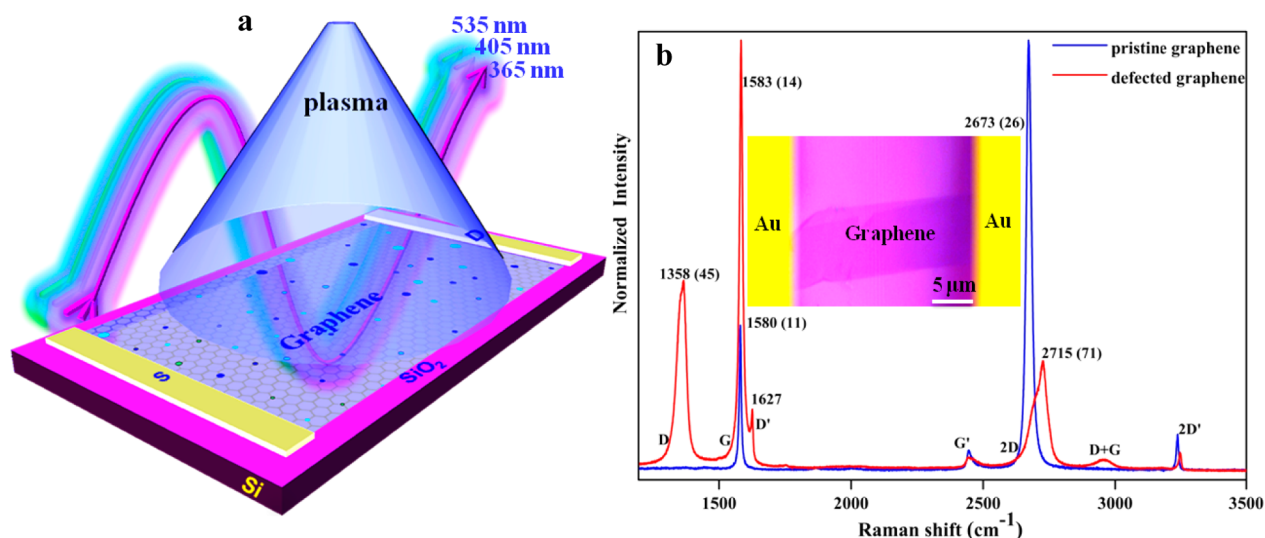 a
535 nm
405 nm
365 nm
plasma
D
Graphene
SiO2
S
Si
b
pristine graphene
defected graphene
1583 (14)
2673 (26)
Au
Graphene
Au
5 μm
1358 (45)
1580 (11)
2715 (71)
1627
D'
D
G
G'
2D
D+G
2D'
Normalized Intensity
1500
2000
2500
3000
3500
Raman shift (cm-1)